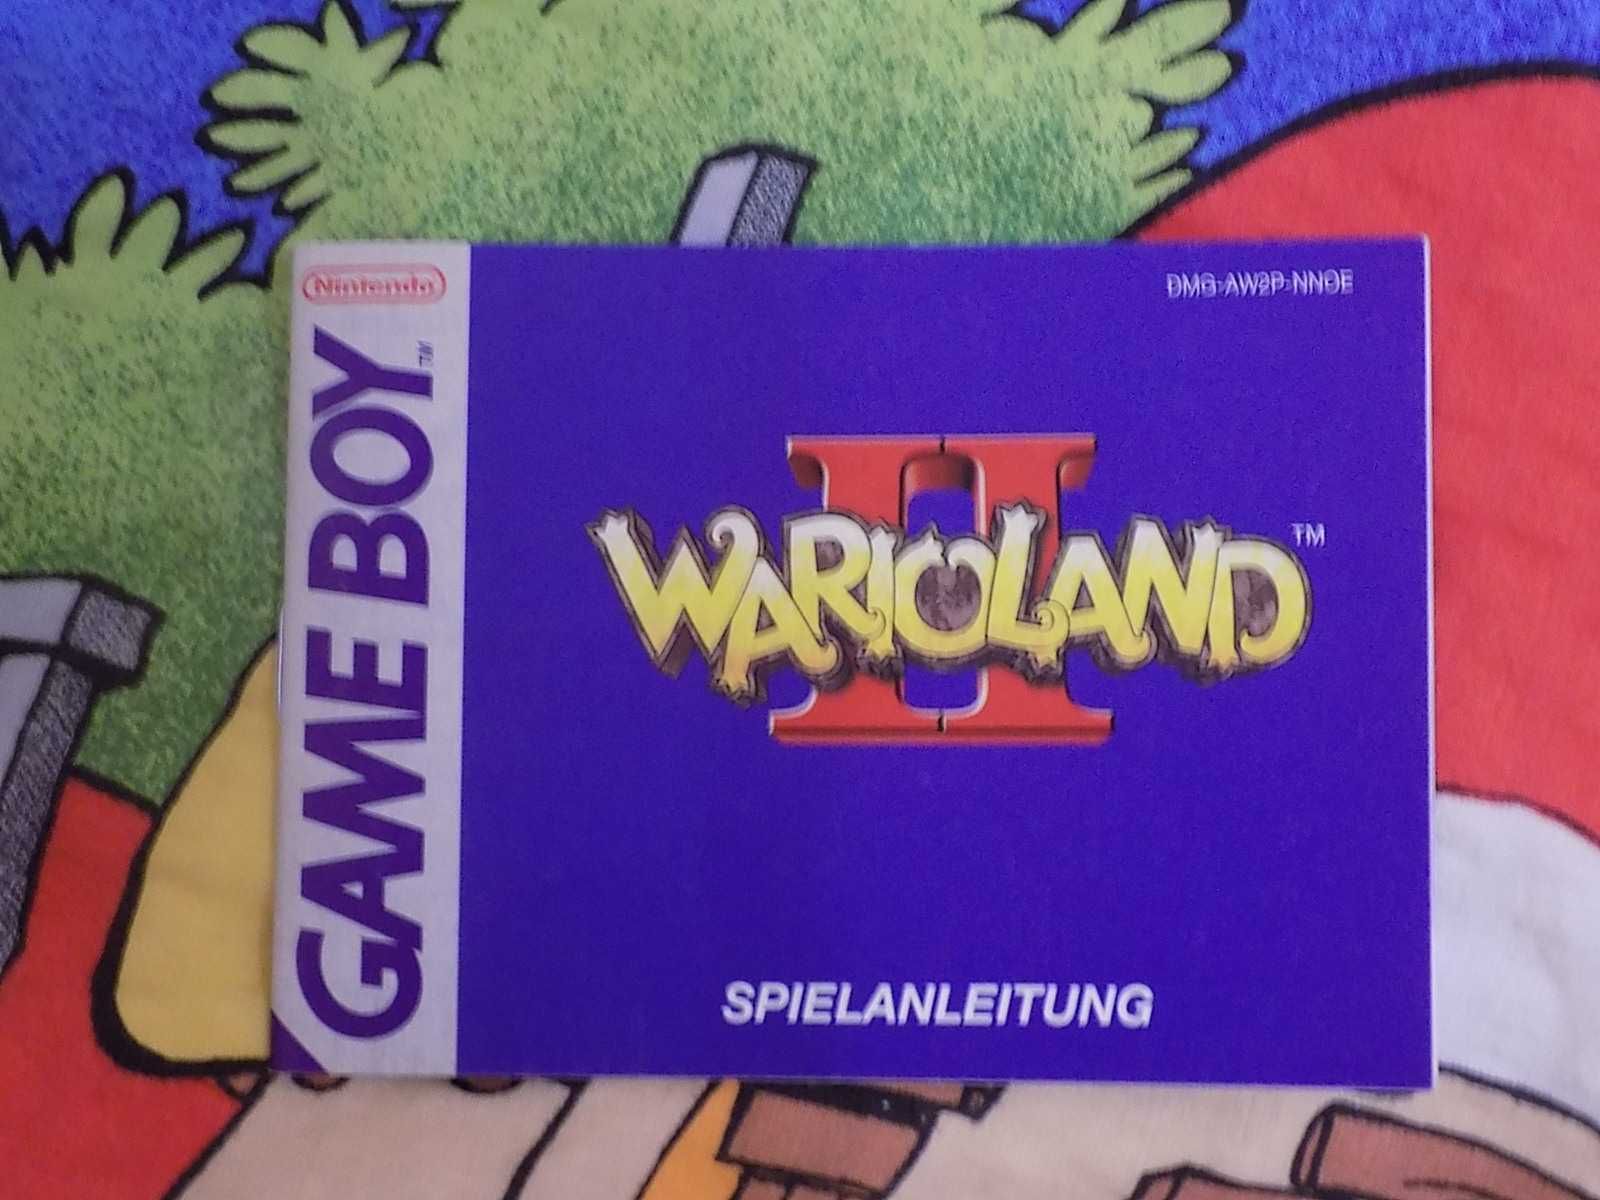 Nintendo
GAME BOY™
DMG-AW2P-NNOE
II
WARIOLAND™
SPIELANLEITUNG